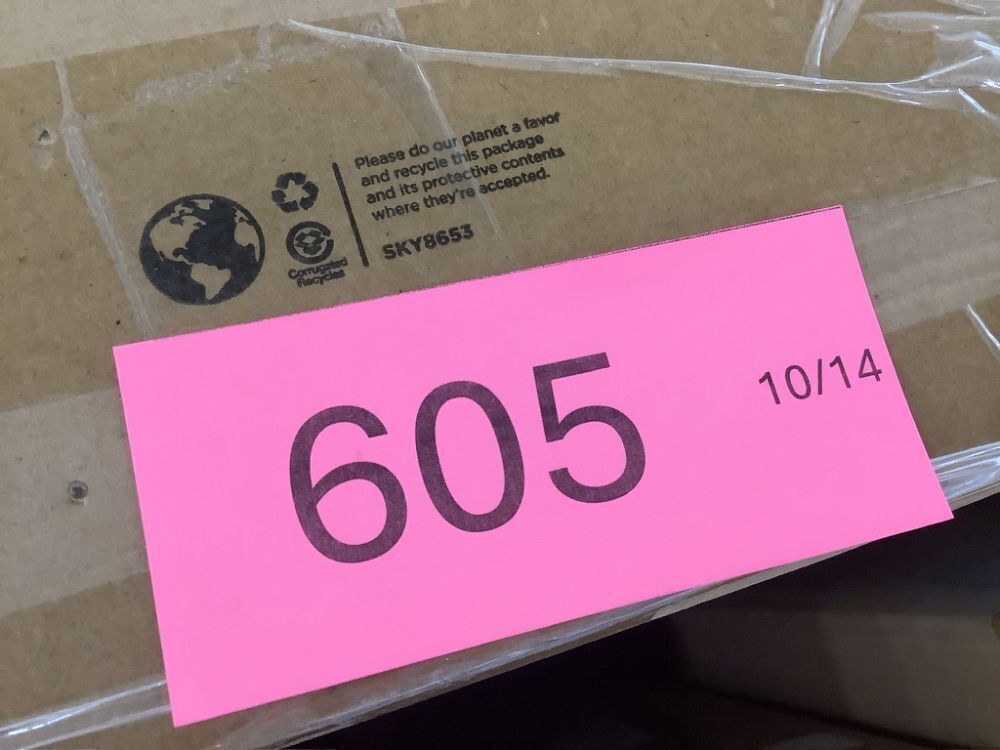 Please do our planet a favor
and recycle this package
and its protective contents
where they're accepted.
SKY8653
Corrugated
Recycles
605
10/14